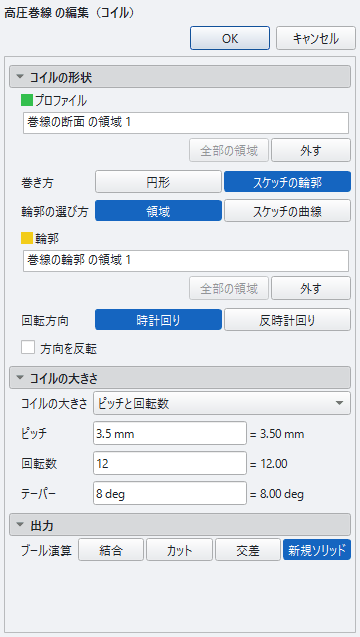 高圧巻線 の編集（コイル）
OK キャンセル
コイルの形状
プロファイル
巻線の断面 の領域 1
全部の領域 外す
巻き方 円形 スケッチの輪郭
輪郭の選び方 領域 スケッチの曲線
輪郭
巻線の輪郭 の領域 1
全部の領域 外す
回転方向 時計回り 反時計回り
方向を反転
コイルの大きさ
コイルの大きさ ピッチと回転数
ピッチ 3.5 mm = 3.50 mm
回転数 12 = 12.00
テーパー 8 deg = 8.00 deg
出力
ブール演算 結合 カット 交差 新規ソリッド